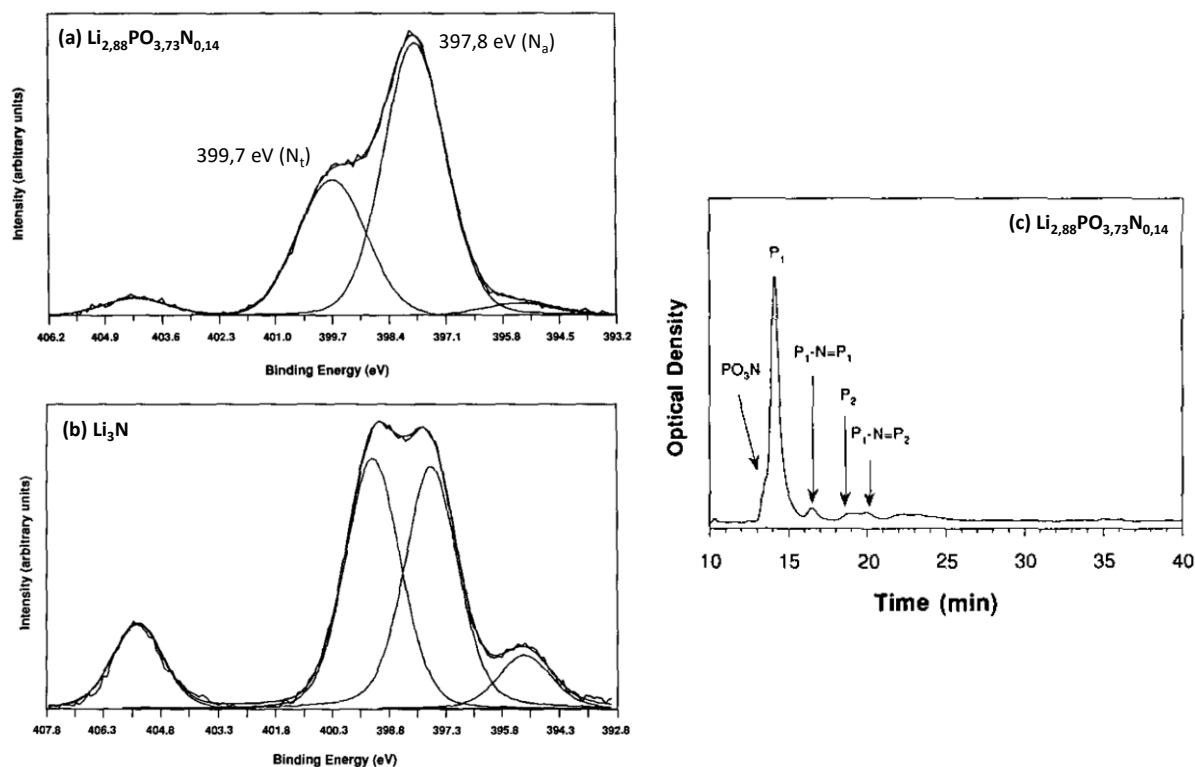 (a) Li2,88PO3,73N0,14
397,8 eV (Na)
399,7 eV (Nt)
Intensity (arbitrary units)
406.2 404.9 403.6 402.3 401.0 399.7 398.4 397.1 395.8 394.5 393.2
Binding Energy (eV)
(b) Li3N
Intensity (arbitrary units)
407.8 406.3 404.8 403.3 401.8 400.3 398.8 397.3 395.8 394.3 392.8
Binding Energy (eV)
(c) Li2,88PO3,73N0,14
P1
PO3N
P1-N=P1
P2
P1-N=P2
Optical Density
10 15 20 25 30 35 40
Time (min)